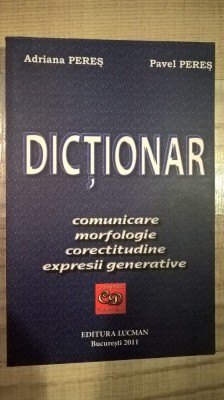 Adriana PEREȘ Pavel PEREȘ
DICȚIONAR
comunicare
morfologie
corectitudine
expresii generative
EDITURA LUCMAN
București 2011